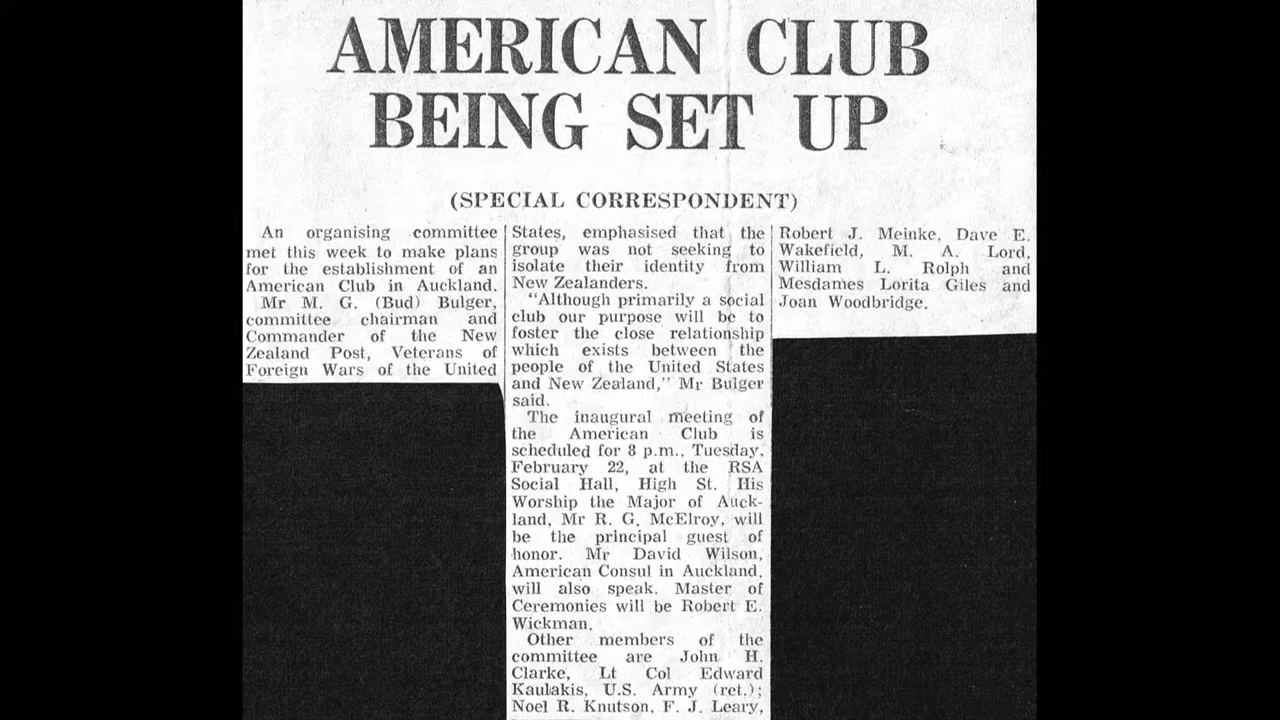 AMERICAN CLUB
BEING SET UP
(SPECIAL CORRESPONDENT)
An organising committee
met this week to make plans
for the establishment of an
American Club in Auckland.
Mr M. G. (Bud) Bulger,
committee chairman and
Commander of the New
Zealand Post, Veterans of
Foreign Wars of the United
States, emphasised that the
group was not seeking to
isolate their identity from
New Zealanders.
"Although primarily a social
club our purpose will be to
foster the close relationship
which exists between the
people of the United States
and New Zealand," Mr Bulger
said.
The inaugural meeting of
the American Club is
scheduled for 8 p.m., Tuesday,
February 22, at the RSA
Social Hall, High St. His
Worship the Major of Auck-
land, Mr R. G. McElroy, will
be the principal guest of
honor. Mr David Wilson,
American Consul in Auckland,
will also speak. Master of
Ceremonies will be Robert E.
Wickman.
Other members of the
committee are John H.
Clarke, Lt Col Edward
Kaulakis, U.S. Army (ret.);
Noel R. Knutson, F. J. Leary,
Robert J. Meinke, Dave E.
Wakefield, M. A. Lord,
William L. Rolph and
Mesdames Lorita Giles and
Joan Woodbridge.